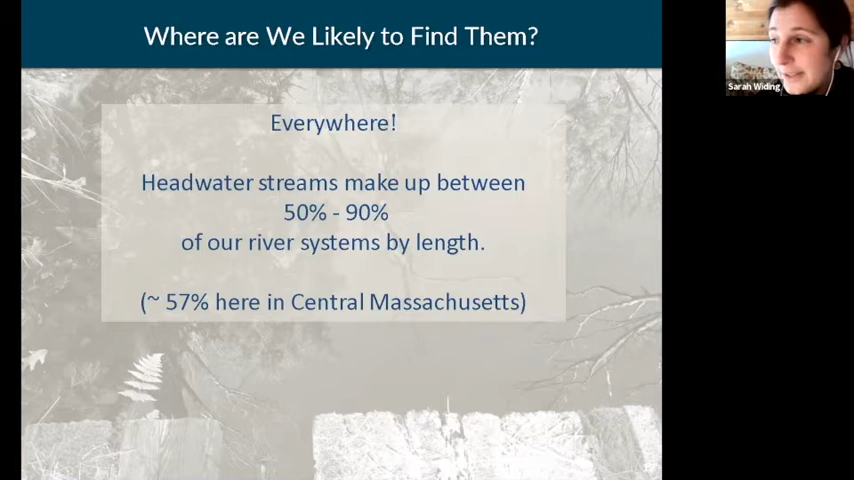 Where are We Likely to Find Them?
Everywhere!
Headwater streams make up between
50% - 90%
of our river systems by length.
(~ 57% here in Central Massachusetts)
Sarah Widing